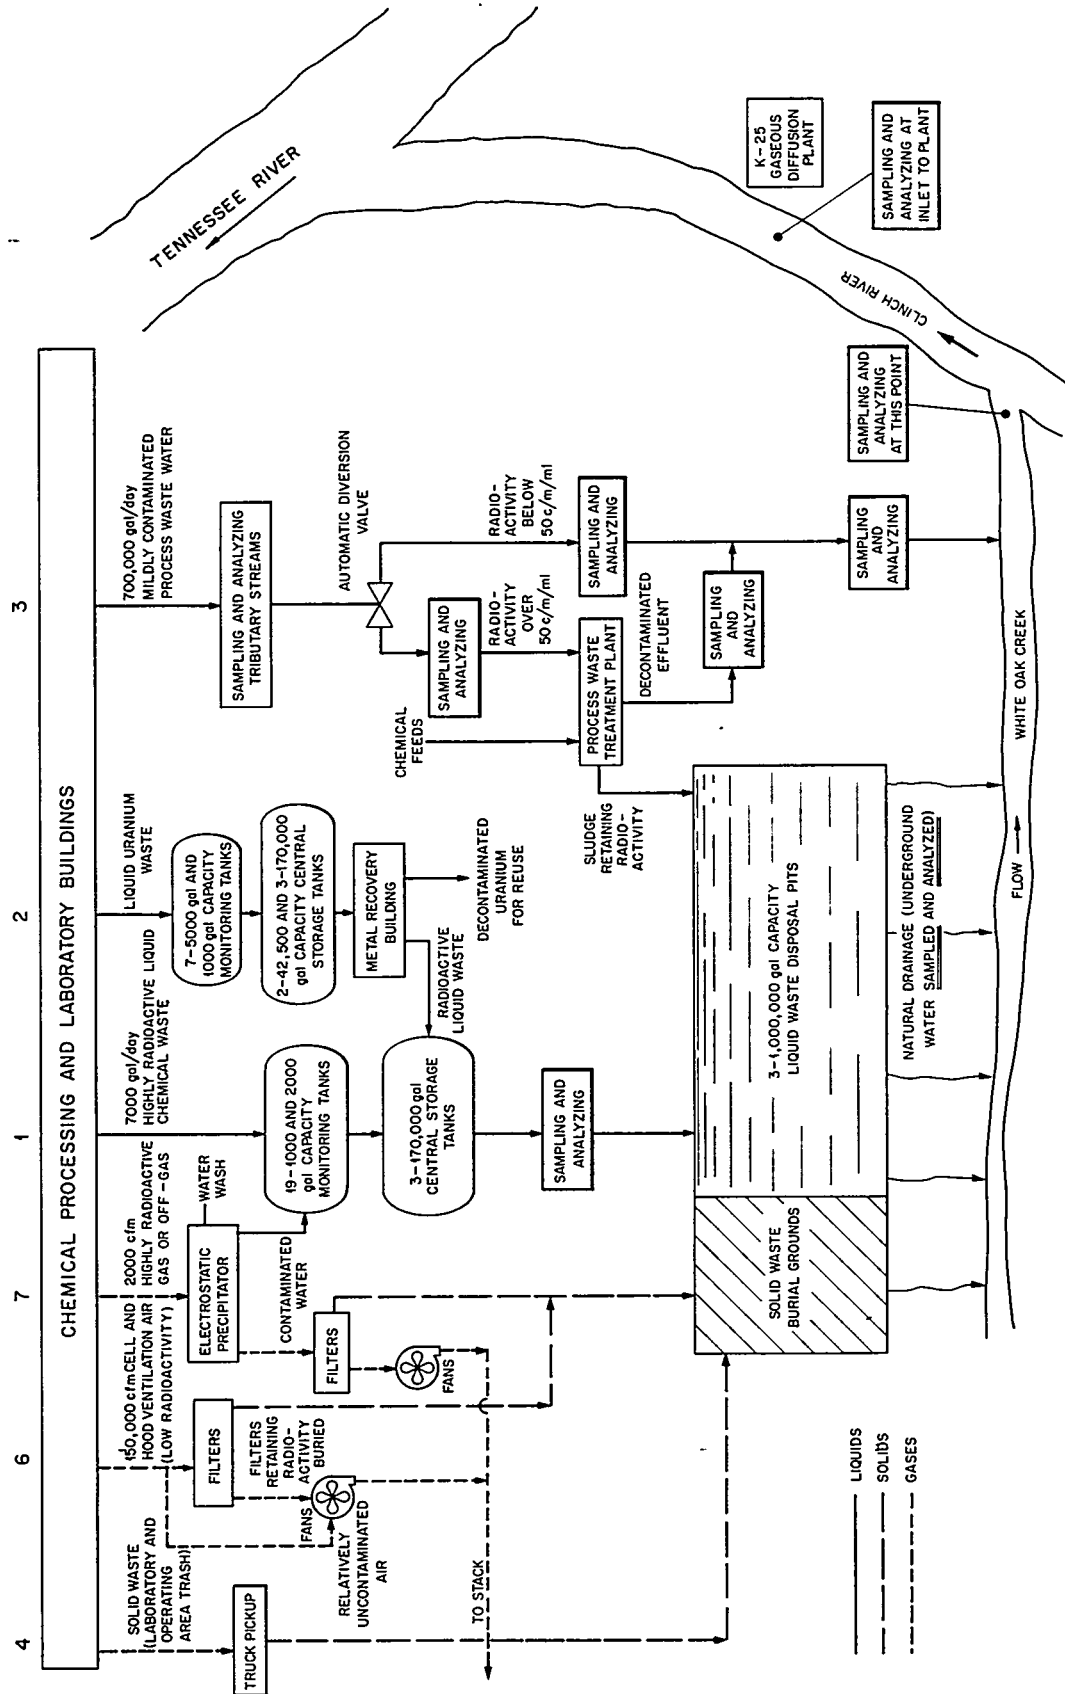 CHEMICAL PROCESSING AND LABORATORY BUILDINGS
4
6
7
1
2
3
SOLID WASTE
(LABORATORY AND
OPERATING
AREA TRASH)
TRUCK PICKUP
150,000 cfm CELL AND
HOOD VENTILATION AIR
(LOW RADIOACTIVITY)
FILTERS
FILTERS
RETAINING
RADIO-
ACTIVITY
BURIED
FANS
RELATIVELY
UNCONTAMINATED
AIR
TO STACK
2000 cfm
HIGHLY RADIOACTIVE
GAS OR OFF-GAS
WATER
WASH
ELECTROSTATIC
PRECIPITATOR
CONTAMINATED
WATER
FILTERS
FANS
7000 gal/day
HIGHLY RADIOACTIVE LIQUID
CHEMICAL WASTE
19-1000 AND 2000
gal CAPACITY
MONITORING TANKS
3-170,000 gal
CENTRAL STORAGE
TANKS
SAMPLING AND
ANALYZING
LIQUID URANIUM
WASTE
7-5000 gal AND
1000 gal CAPACITY
MONITORING TANKS
2-42,500 AND 3-170,000
gal CAPACITY CENTRAL
STORAGE TANKS
METAL RECOVERY
BUILDING
RADIOACTIVE
LIQUID WASTE
DECONTAMINATED
URANIUM
FOR REUSE
700,000 gal/day
MILDLY CONTAMINATED
PROCESS WASTE WATER
SAMPLING AND ANALYZING
TRIBUTARY STREAMS
AUTOMATIC DIVERSION
VALVE
SAMPLING AND
ANALYZING
RADIO-
ACTIVITY
OVER
50 c/m/ml
RADIO-
ACTIVITY
BELOW
50 c/m/ml
CHEMICAL
FEEDS
PROCESS WASTE
TREATMENT PLANT
SAMPLING AND
ANALYZING
SLUDGE
RETAINING
RADIO-
ACTIVITY
DECONTAMINATED
EFFLUENT
SAMPLING
AND
ANALYZING
SAMPLING
AND
ANALYZING
SOLID WASTE
BURIAL GROUNDS
3-1,000,000 gal CAPACITY
LIQUID WASTE DISPOSAL PITS
NATURAL DRAINAGE (UNDERGROUND
WATER SAMPLED AND ANALYZED)
FLOW
WHITE OAK CREEK
SAMPLING AND
ANALYZING
AT THIS POINT
CLINCH RIVER
TENNESSEE RIVER
K-25
GASEOUS
DIFFUSION
PLANT
SAMPLING AND
ANALYZING AT
INLET TO PLANT
LIQUIDS
SOLIDS
GASES